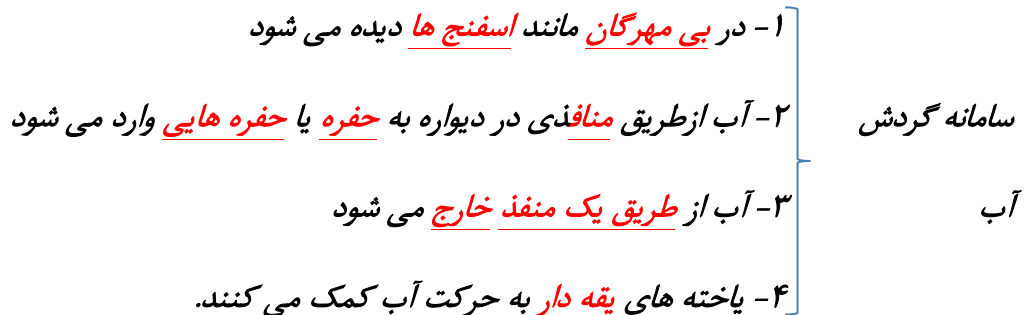 سامانه گردش
آب
۱- در بی مهرگان مانند اسفنج ها دیده می شود
۲- آب ازطریق منافذی در دیواره به حفره یا حفره هایی وارد می شود
۳- آب از طریق یک منفذ خارج می شود
۴- یاخته های یقه دار به حرکت آب کمک می کنند.